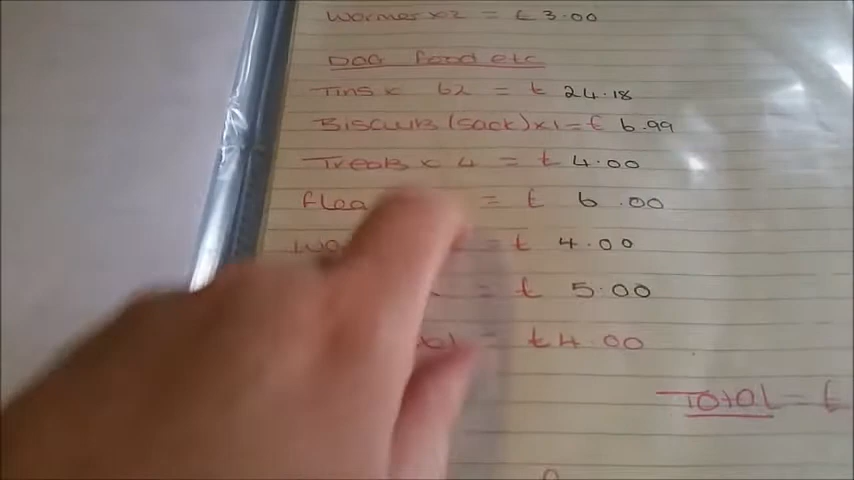 Wormer x2 = £3.00
Dog food etc
Tins x 62 = £ 24.18
Biscuits (sack) x1 = £ 6.99
Treats x 4 = £ 4.00
Flea = £ 6.00
£ 4.00
= £ 5.00
= £4.00
Total = £